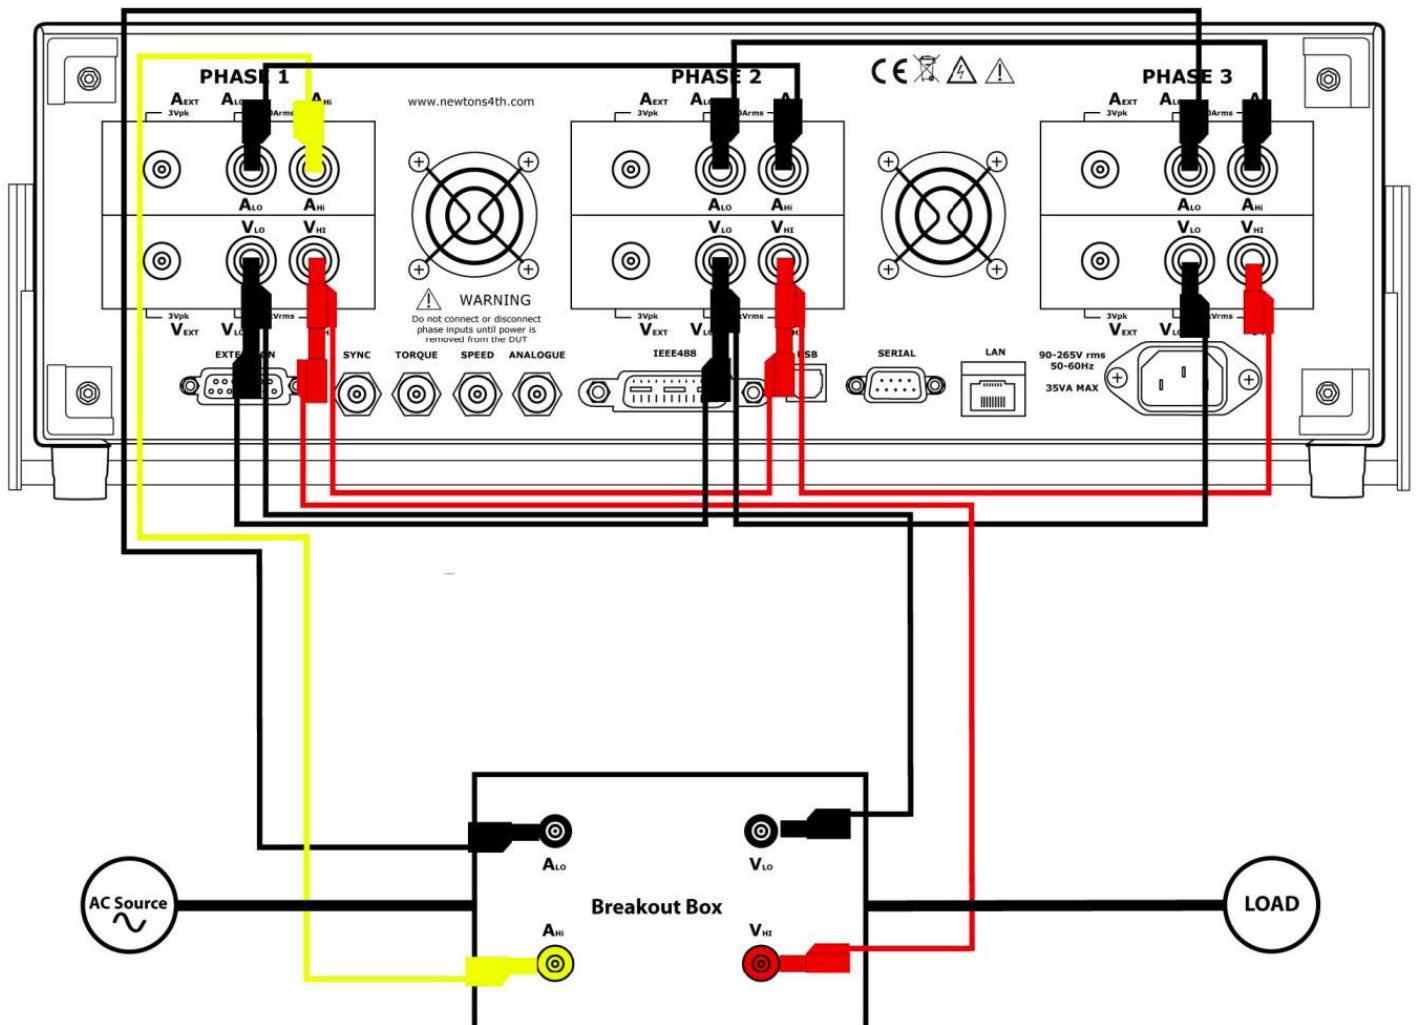 PHASE 1
PHASE 2
PHASE 3
AEXT
ALO
AHi
3Vpk
www.newtons4th.com
AEXT
ALO
3Vpk
0Arms
CE
AEXT
3Vpk
0Arms
ALO
AHi
VLO
VHI
ALO
AHi
VLO
VHI
ALO
AHi
VLO
VHI
WARNING
Do not connect or disconnect
phase inputs until power is
removed from the DUT
3Vpk
VEXT
3Vpk
VEXT
3Vpk
VEXT
SYNC
TORQUE
SPEED
ANALOGUE
IEEE488
SERIAL
LAN
90-265V rms
50-60Hz
35VA MAX
ALO
VLO
AC Source
Breakout Box
LOAD
AHi
VHI